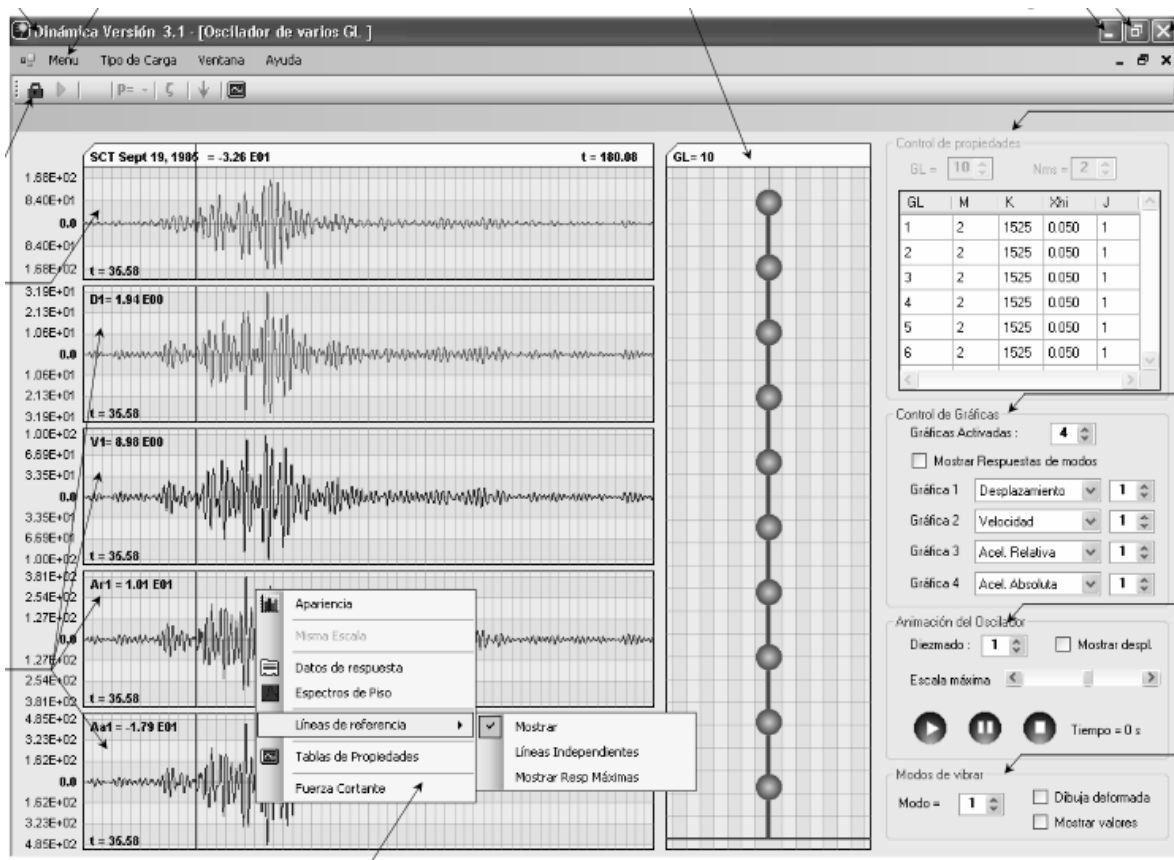 Dinámica Versión 3.1 - [Oscilador de varios GL ]
Menu Tipo de Carga Ventana Ayuda
P= -
SCT Sept 19, 1985 = -3.26 E01 t = 180.08
1.68E+02
8.40E+01
0.0
8.40E+01
1.68E+02
t = 36.58
3.19E+01
D1= 1.94 E00
2.13E+01
1.06E+01
0.0
1.06E+01
2.13E+01
3.19E+01
t = 36.58
1.00E+02
V1= 8.98 E00
6.69E+01
3.35E+01
0.0
3.35E+01
6.69E+01
1.00E+02
t = 36.58
3.81E+02
Ar1 = 1.01 E01
2.54E+02
1.27E+02
0.0
1.27E+02
2.54E+02
3.81E+02
t = 36.58
4.85E+02
Aa1 = -1.79 E01
3.23E+02
1.62E+02
0.0
1.62E+02
3.23E+02
4.85E+02
t = 36.58
Apariencia
Misma Escala
Datos de respuesta
Espectros de Piso
Líneas de referencia
Tablas de Propiedades
Fuerza Cortante
Mostrar
Líneas Independientes
Mostrar Resp Máximas
GL= 10
Control de propiedades
GL = 10 Nms = 2
GL M K Xhi J
1 2 1525 0.050 1
2 2 1525 0.050 1
3 2 1525 0.050 1
4 2 1525 0.050 1
5 2 1525 0.050 1
6 2 1525 0.050 1
Control de Gráficas
Gráficas Activadas : 4
Mostrar Respuestas de modos
Gráfica 1 Desplazamiento 1
Gráfica 2 Velocidad 1
Gráfica 3 Acel. Relativa 1
Gráfica 4 Acel. Absoluta 1
Animación del Oscilador
Diezmado : 1 Mostrar despl.
Escala máxima
Tiempo = 0 s
Modos de vibrar
Modo = 1 Dibuja deformada
Mostrar valores